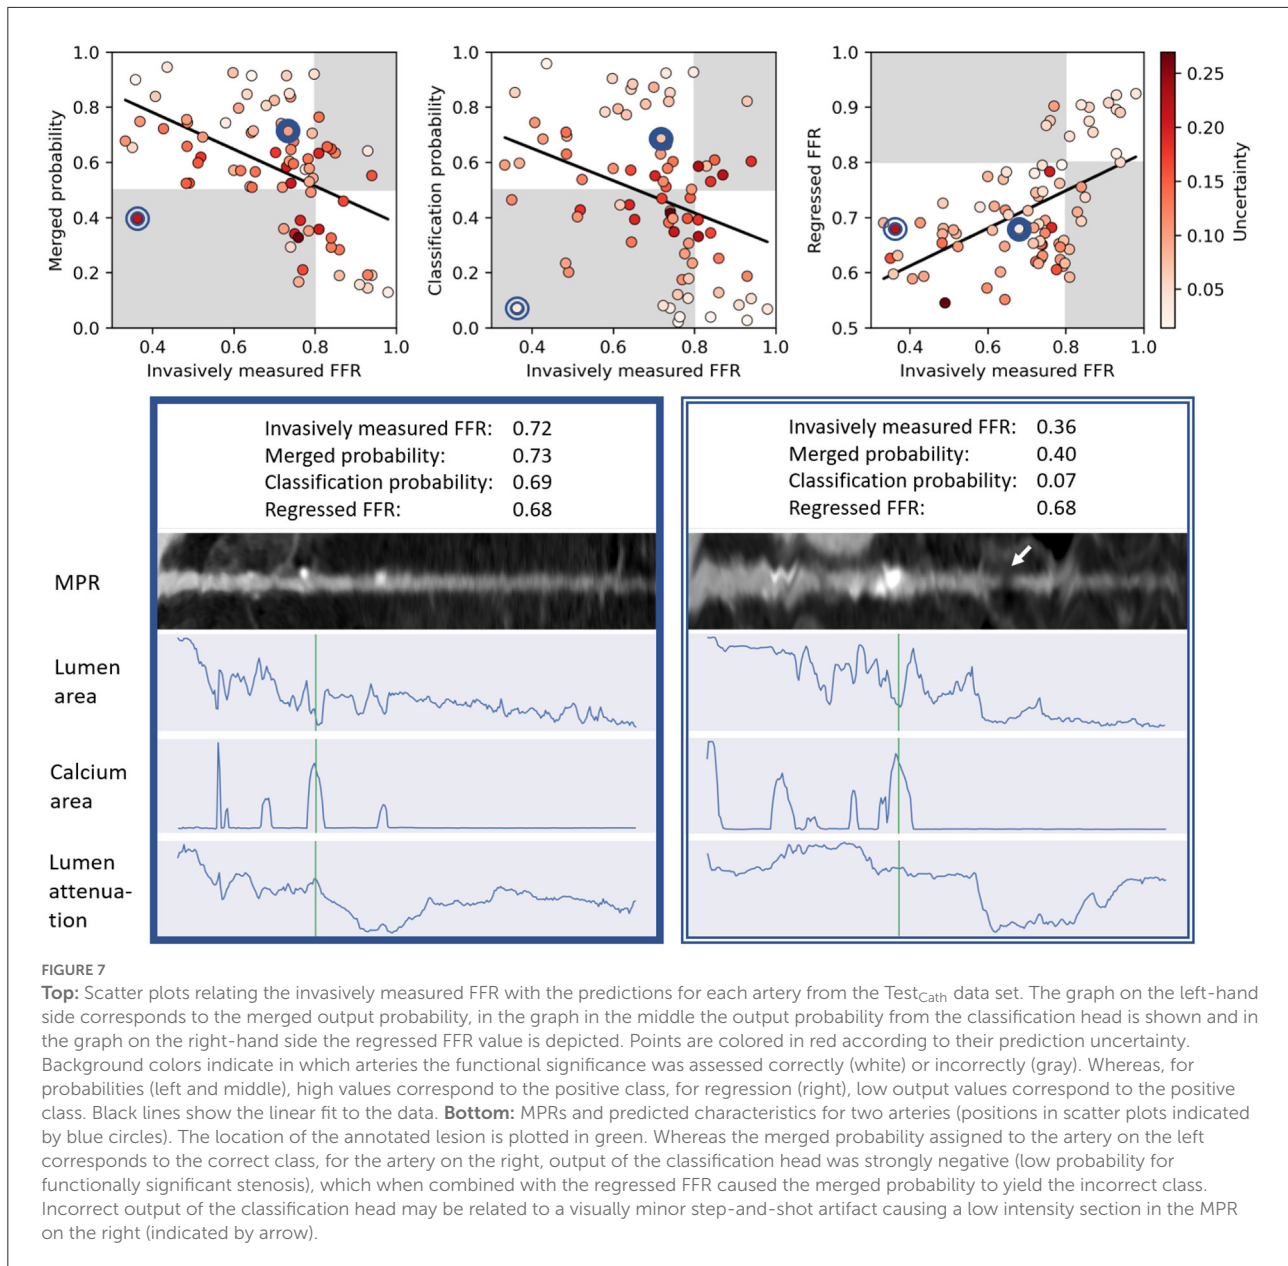 1.0
0.8
0.6
0.4
0.2
0.0
Merged probability
0.4 0.6 0.8 1.0
Invasively measured FFR
1.0
0.8
0.6
0.4
0.2
0.0
Classification probability
0.4 0.6 0.8 1.0
Invasively measured FFR
1.0
0.9
0.8
0.7
0.6
0.5
Regressed FFR
0.4 0.6 0.8 1.0
Invasively measured FFR
0.25
0.20
0.15
0.10
0.05
Uncertainty
Invasively measured FFR: 0.72
Merged probability: 0.73
Classification probability: 0.69
Regressed FFR: 0.68
Invasively measured FFR: 0.36
Merged probability: 0.40
Classification probability: 0.07
Regressed FFR: 0.68
MPR
Lumen
area
Calcium
area
Lumen
attenua-
tion
FIGURE 7
Top: Scatter plots relating the invasively measured FFR with the predictions for each artery from the TestCath data set. The graph on the left-hand
side corresponds to the merged output probability, in the graph in the middle the output probability from the classification head is shown and in
the graph on the right-hand side the regressed FFR value is depicted. Points are colored in red according to their prediction uncertainty.
Background colors indicate in which arteries the functional significance was assessed correctly (white) or incorrectly (gray). Whereas, for
probabilities (left and middle), high values correspond to the positive class, for regression (right), low output values correspond to the positive
class. Black lines show the linear fit to the data. Bottom: MPRs and predicted characteristics for two arteries (positions in scatter plots indicated
by blue circles). The location of the annotated lesion is plotted in green. Whereas the merged probability assigned to the artery on the left
corresponds to the correct class, for the artery on the right, output of the classification head was strongly negative (low probability for
functionally significant stenosis), which when combined with the regressed FFR caused the merged probability to yield the incorrect class.
Incorrect output of the classification head may be related to a visually minor step-and-shot artifact causing a low intensity section in the MPR
on the right (indicated by arrow).